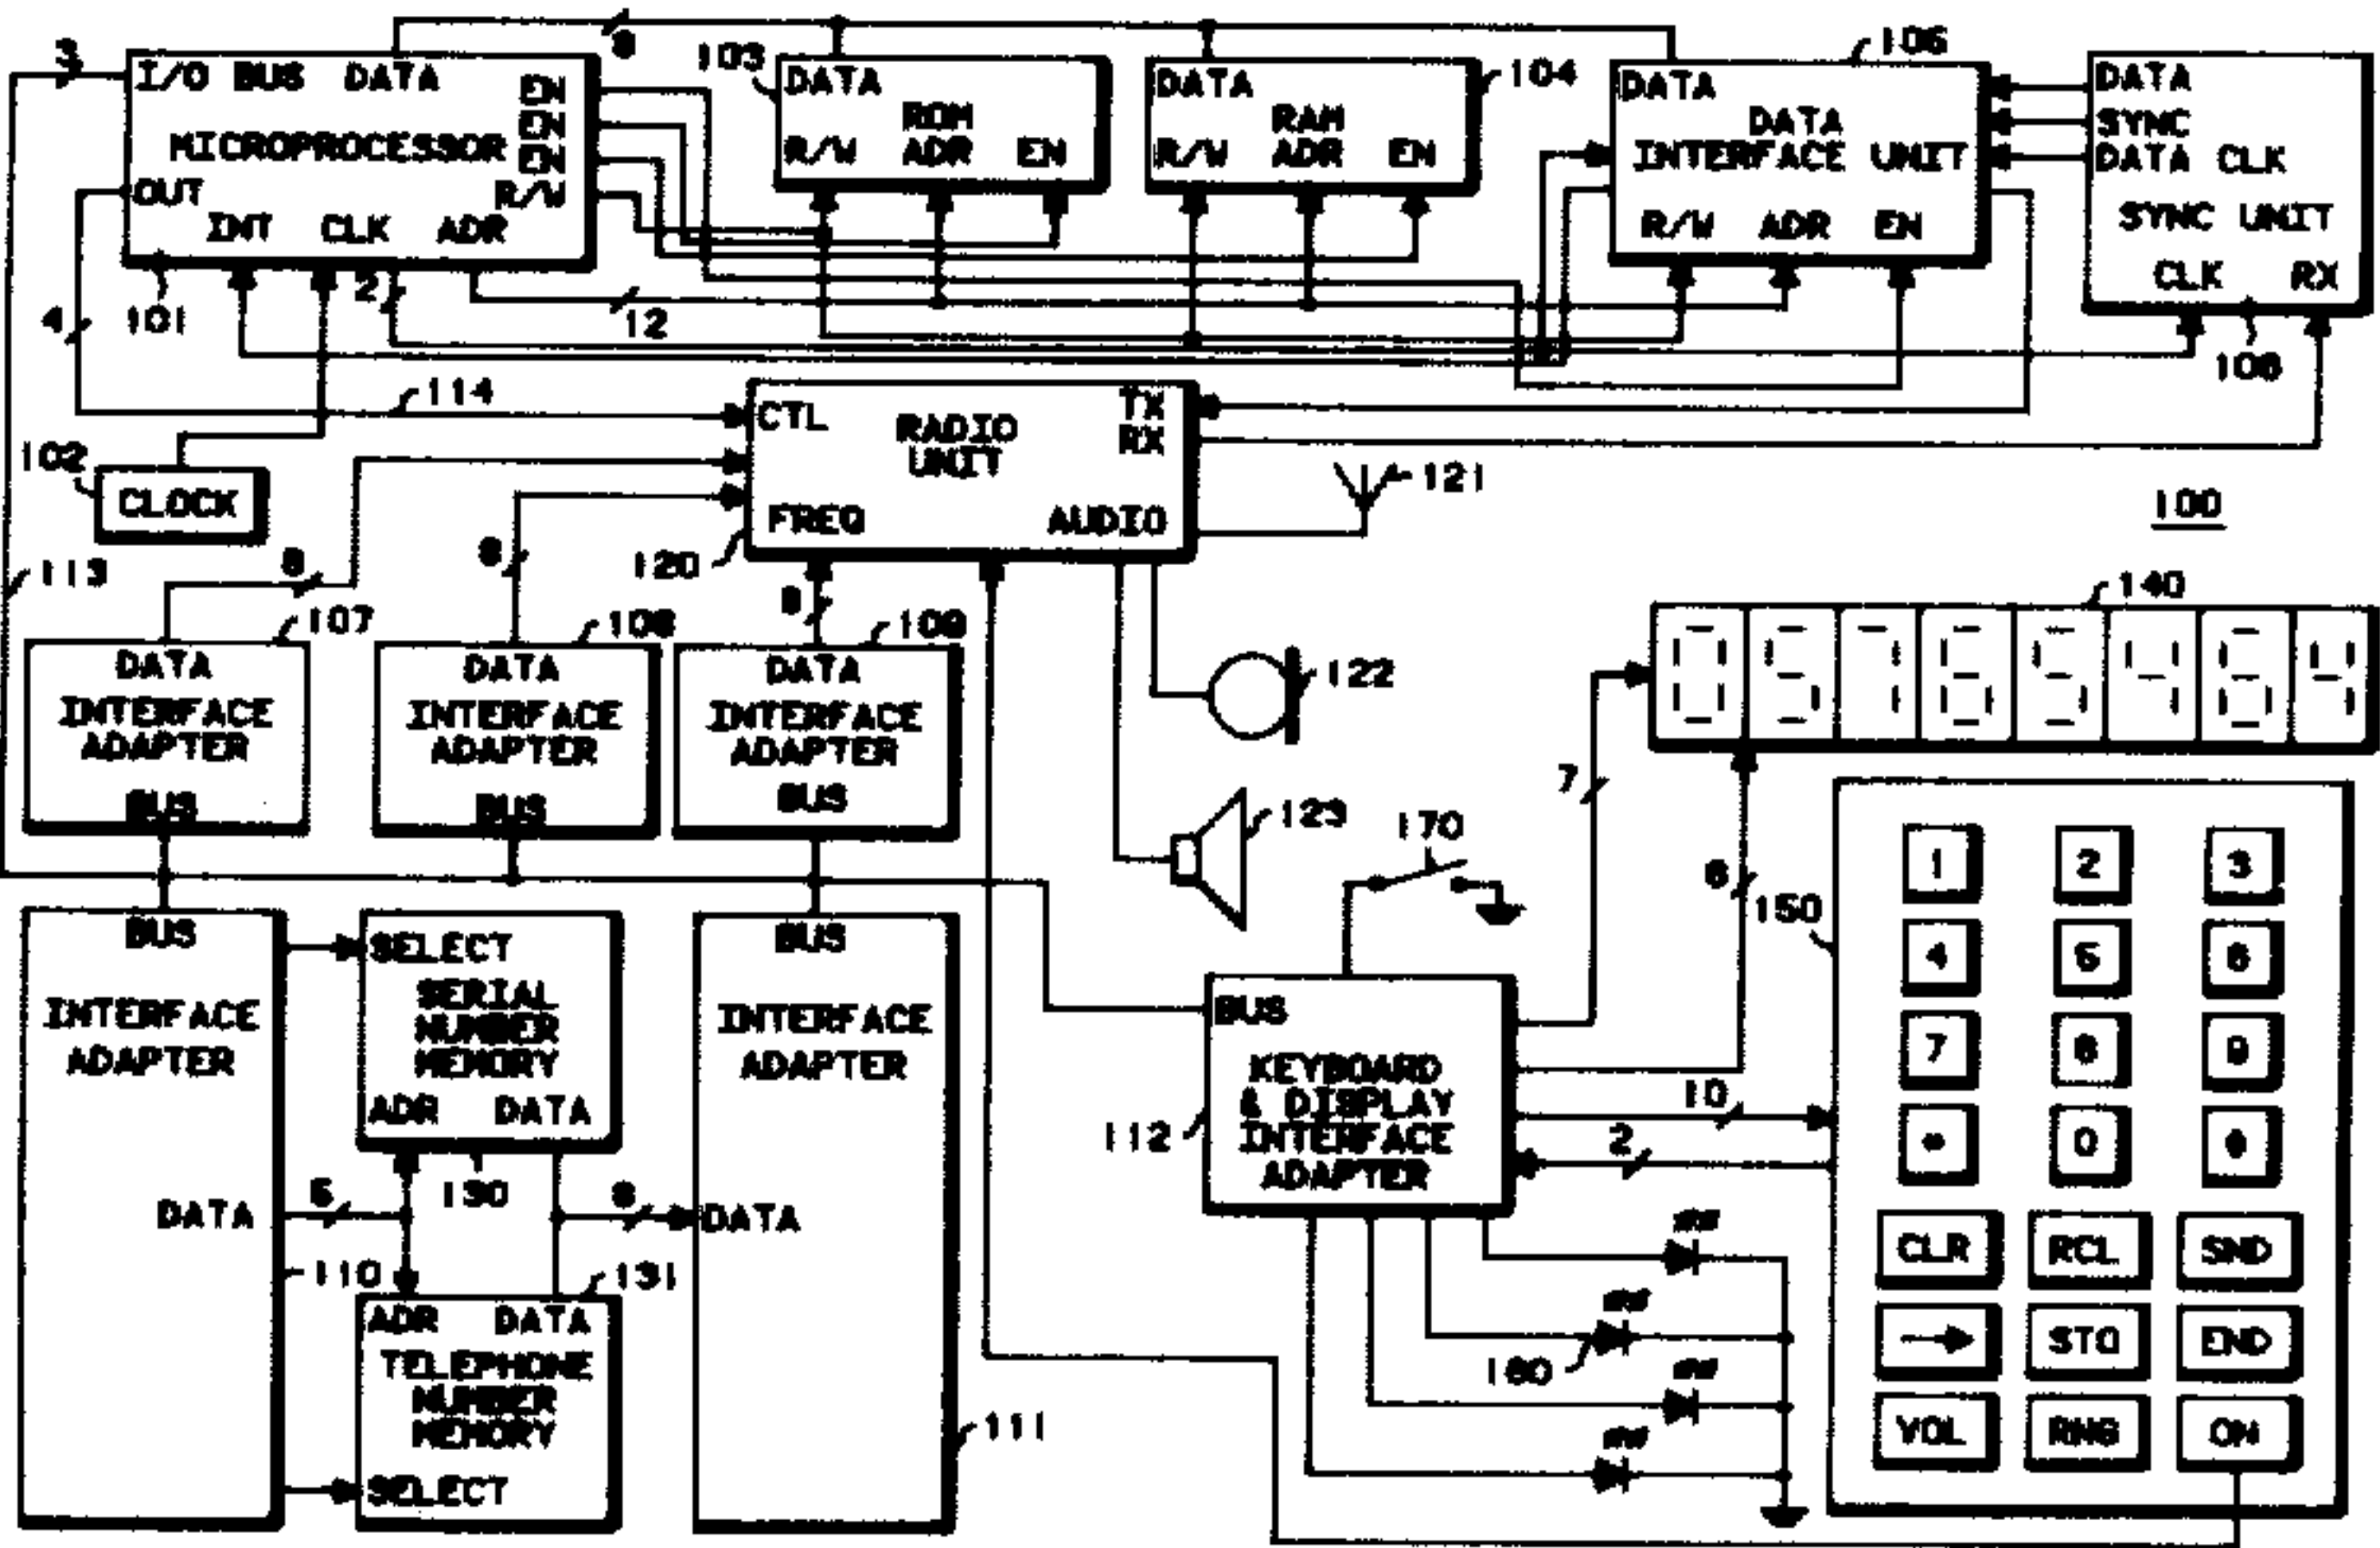 3
I/O BUS DATA
EN
EN
EN
MICROPROCESSOR
OUT
R/W
INT CLK ADR
101
4
2
12
8
103
DATA
ROM
R/W ADR EN
104
DATA
RAM
R/W ADR EN
DATA
DATA
INTERFACE UNIT
R/W ADR EN
DATA
SYNC
DATA CLK
SYNC UNIT
CLK RX
114
102
CLOCK
113
CTL
RADIO
UNIT
TX
RX
FREQ AUDIO
120
121
100
8
8
8
107
DATA
INTERFACE
ADAPTER
BUS
108
DATA
INTERFACE
ADAPTER
BUS
109
DATA
INTERFACE
ADAPTER
BUS
122
123
170
140
7
150
BUS
INTERFACE
ADAPTER
DATA
110
5
SELECT
SERIAL
NUMBER
MEMORY
ADR DATA
130
8
131
ADR DATA
TELEPHONE
NUMBER
MEMORY
SELECT
BUS
INTERFACE
ADAPTER
DATA
111
112
BUS
KEYBOARD
& DISPLAY
INTERFACE
ADAPTER
10
2
1 2 3
4 5 6
7 8 9
0
CLR RCL SND
STO END
VOL RNG ON